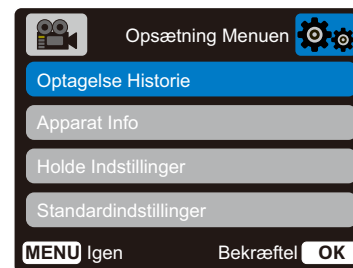 Opsætning Menuen
Optagelse Historie
Apparat Info
Holde Indstillinger
Standardindstillinger
MENU Igen Bekræftel OK